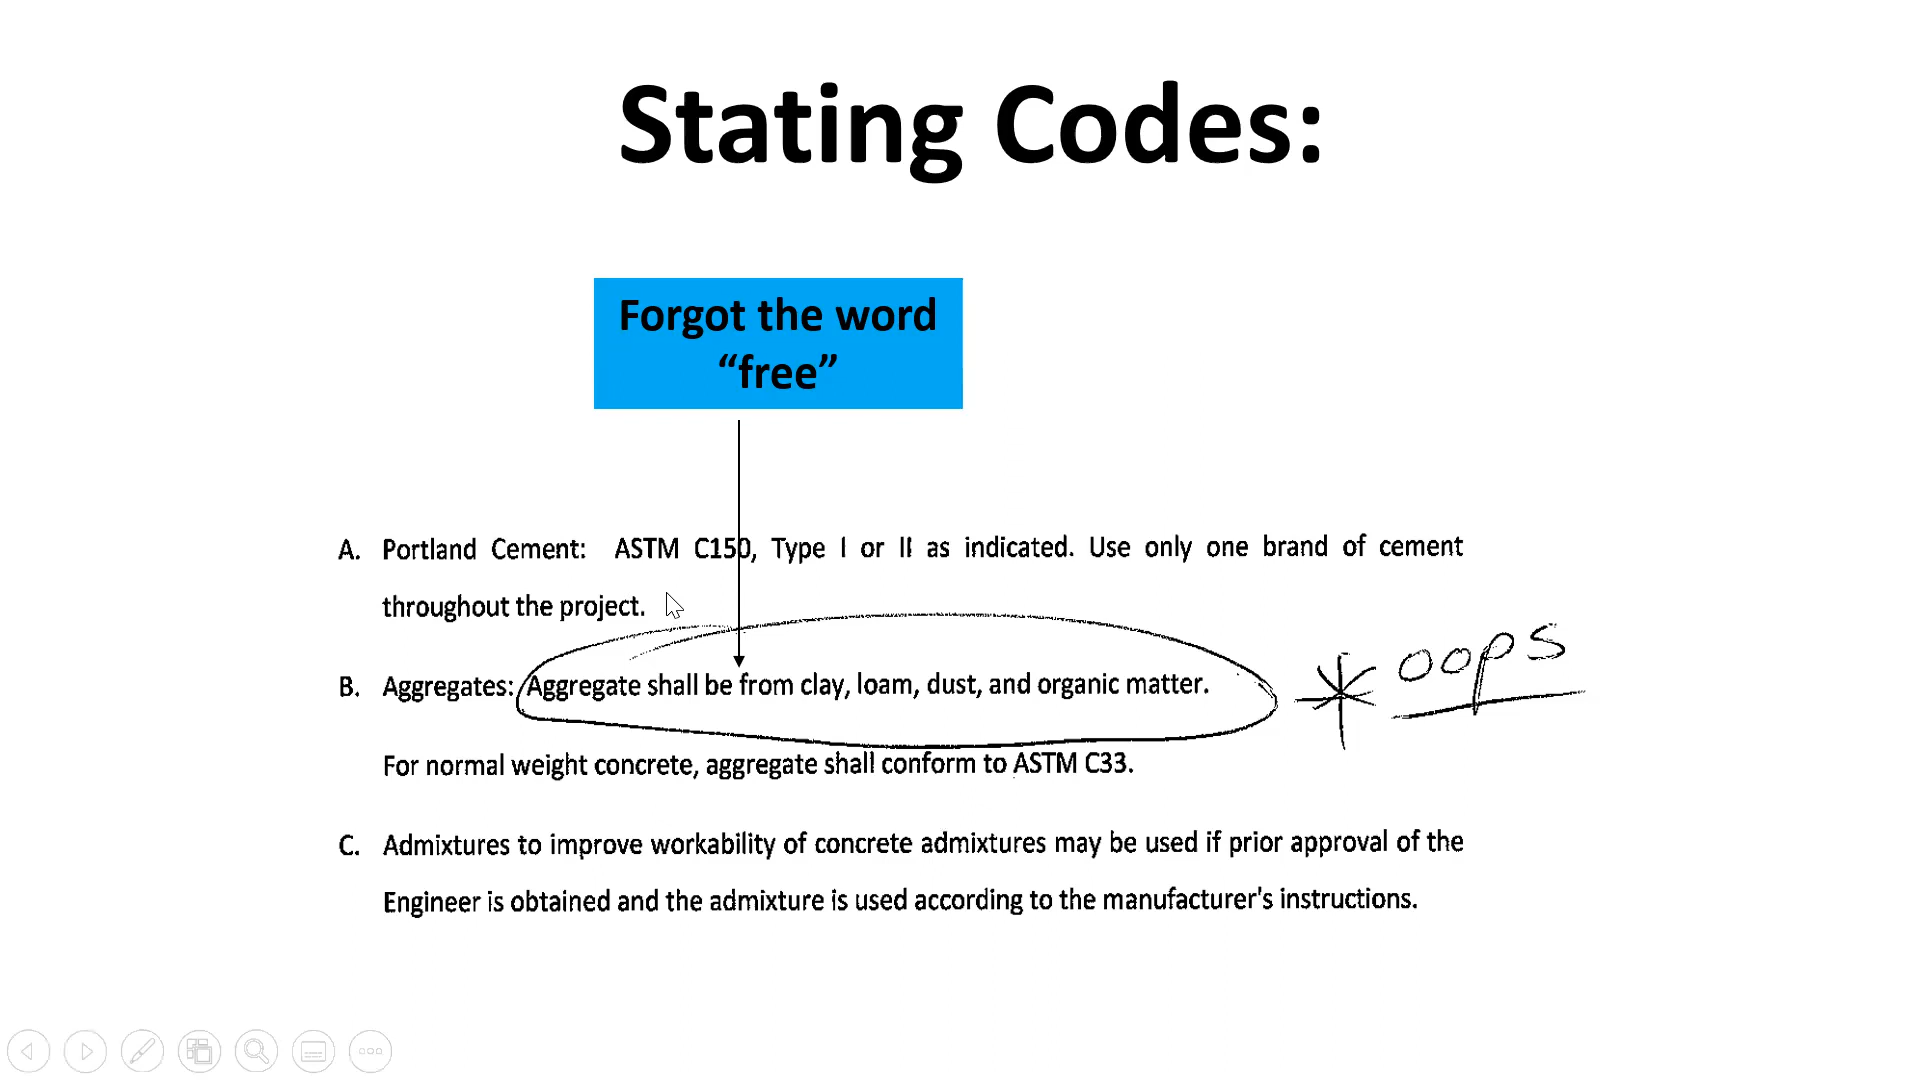 Stating Codes:
Forgot the word
“free”
A. Portland Cement: ASTM C150, Type I or II as indicated. Use only one brand of cement
throughout the project.
B. Aggregates: Aggregate shall be from clay, loam, dust, and organic matter.
* oops
For normal weight concrete, aggregate shall conform to ASTM C33.
C. Admixtures to improve workability of concrete admixtures may be used if prior approval of the
Engineer is obtained and the admixture is used according to the manufacturer's instructions.